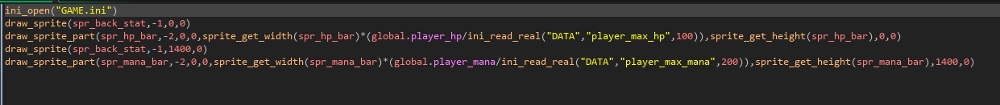 ini_open("GAME.ini")
draw_sprite(spr_back_stat,-1,0,0)
draw_sprite_part(spr_hp_bar,-2,0,0,sprite_get_width(spr_hp_bar)*(global.player_hp/ini_read_real("DATA","player_max_hp",100)),sprite_get_height(spr_hp_bar),0,0)
draw_sprite(spr_back_stat,-1,1400,0)
draw_sprite_part(spr_mana_bar,-2,0,0,sprite_get_width(spr_mana_bar)*(global.player_mana/ini_read_real("DATA","player_max_mana",200)),sprite_get_height(spr_mana_bar),1400,0)